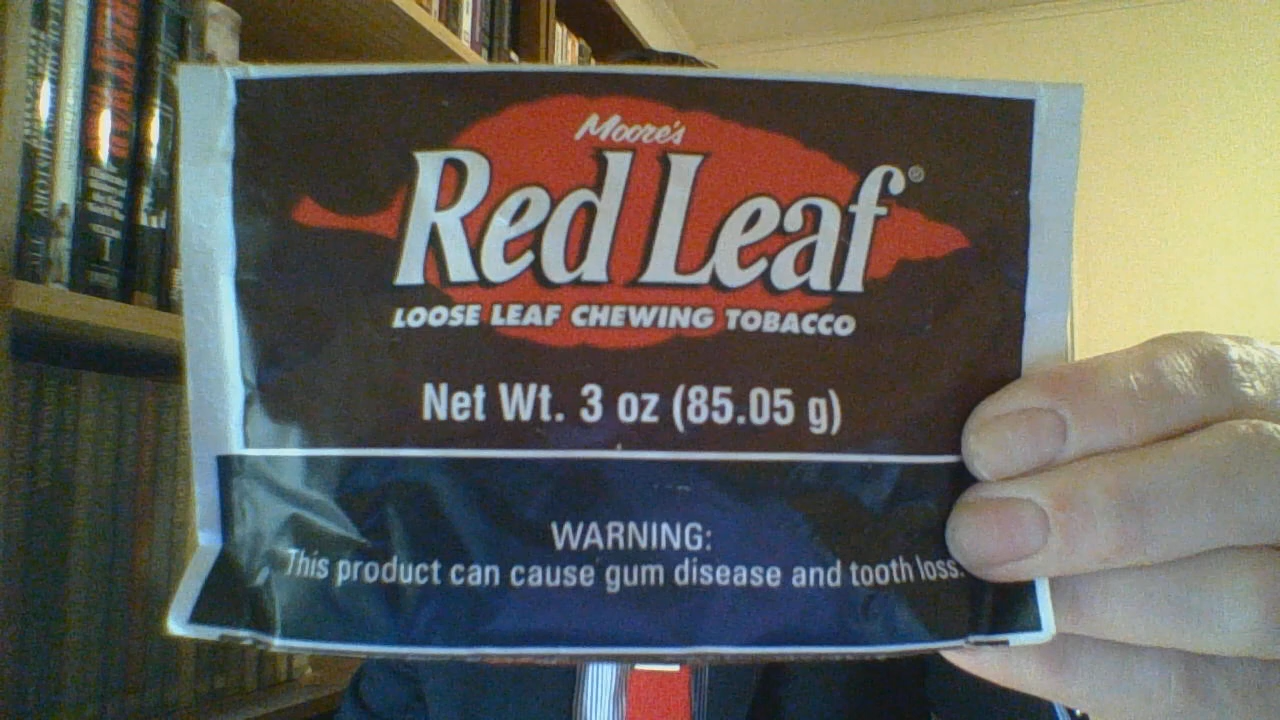 Moore's
Red Leaf®
LOOSE LEAF CHEWING TOBACCO
Net Wt. 3 oz (85.05 g)
WARNING:
This product can cause gum disease and tooth loss.